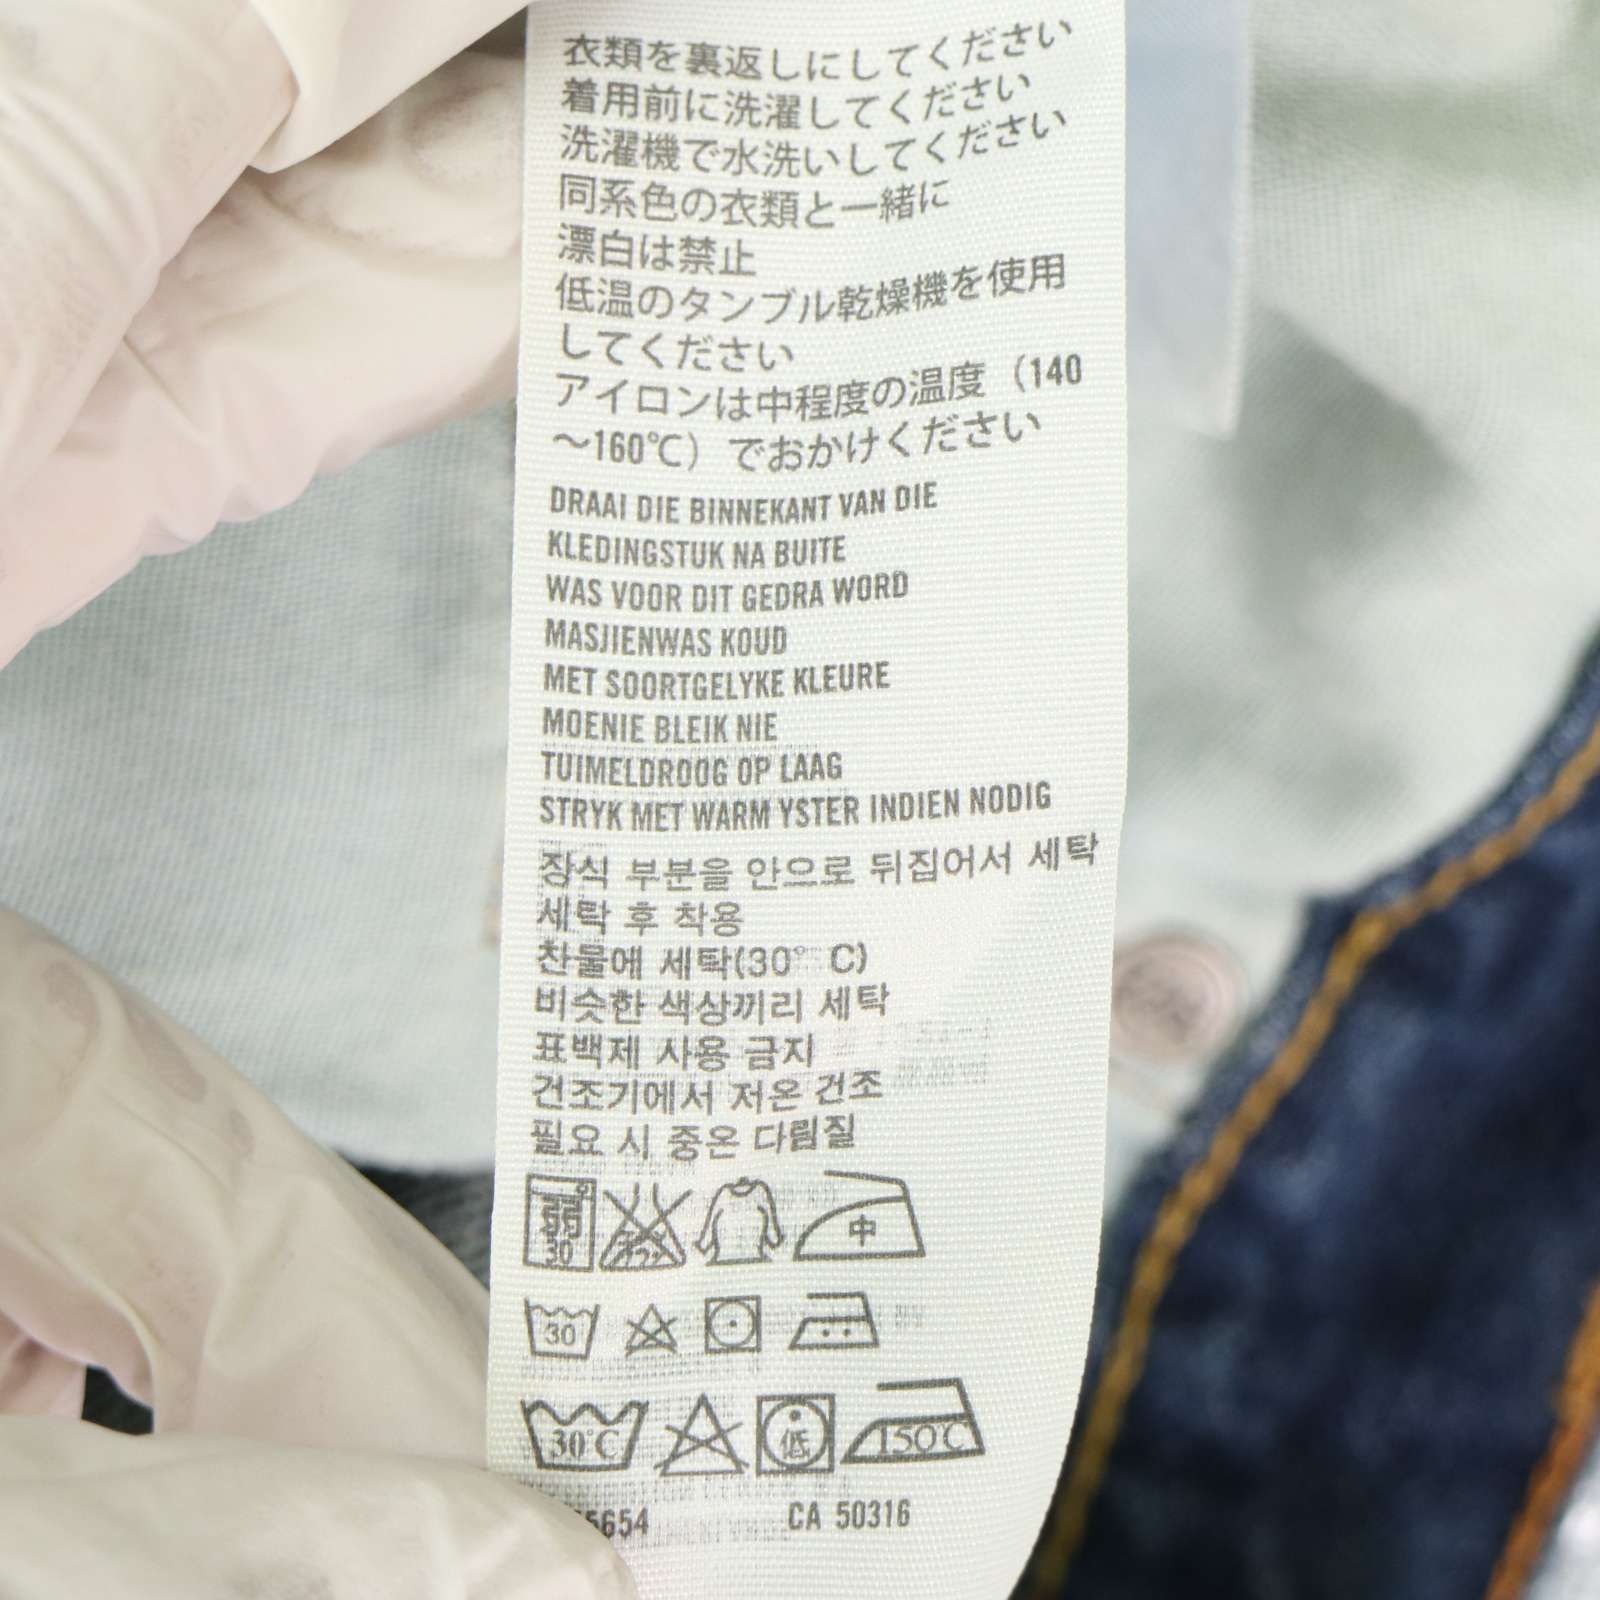 衣類を裏返しにしてください
着用前に洗濯してください
洗濯機で水洗いしてください
同系色の衣類と一緒に
漂白は禁止
低温のタンブル乾燥機を使用
してください
アイロンは中程度の温度（140
～160℃）でおかけください
DRAAI DIE BINNEKANT VAN DIE
KLEDINGSTUK NA BUITE
WAS VOOR DIT GEDRA WORD
MASJIENWAS KOUD
MET SOORTGELYKE KLEURE
MOENIE BLEIK NIE
TUIMELDROOG OP LAAG
STRYK MET WARM YSTER INDIEN NODIG
장식 부분을 안으로 뒤집어서 세탁
세탁 후 착용
찬물에 세탁(30° C)
비슷한 색상끼리 세탁
표백제 사용 금지
건조기에서 저온 건조
필요 시 중온 다림질
30 中
30
30℃ 低 150℃
5654 CA 50316